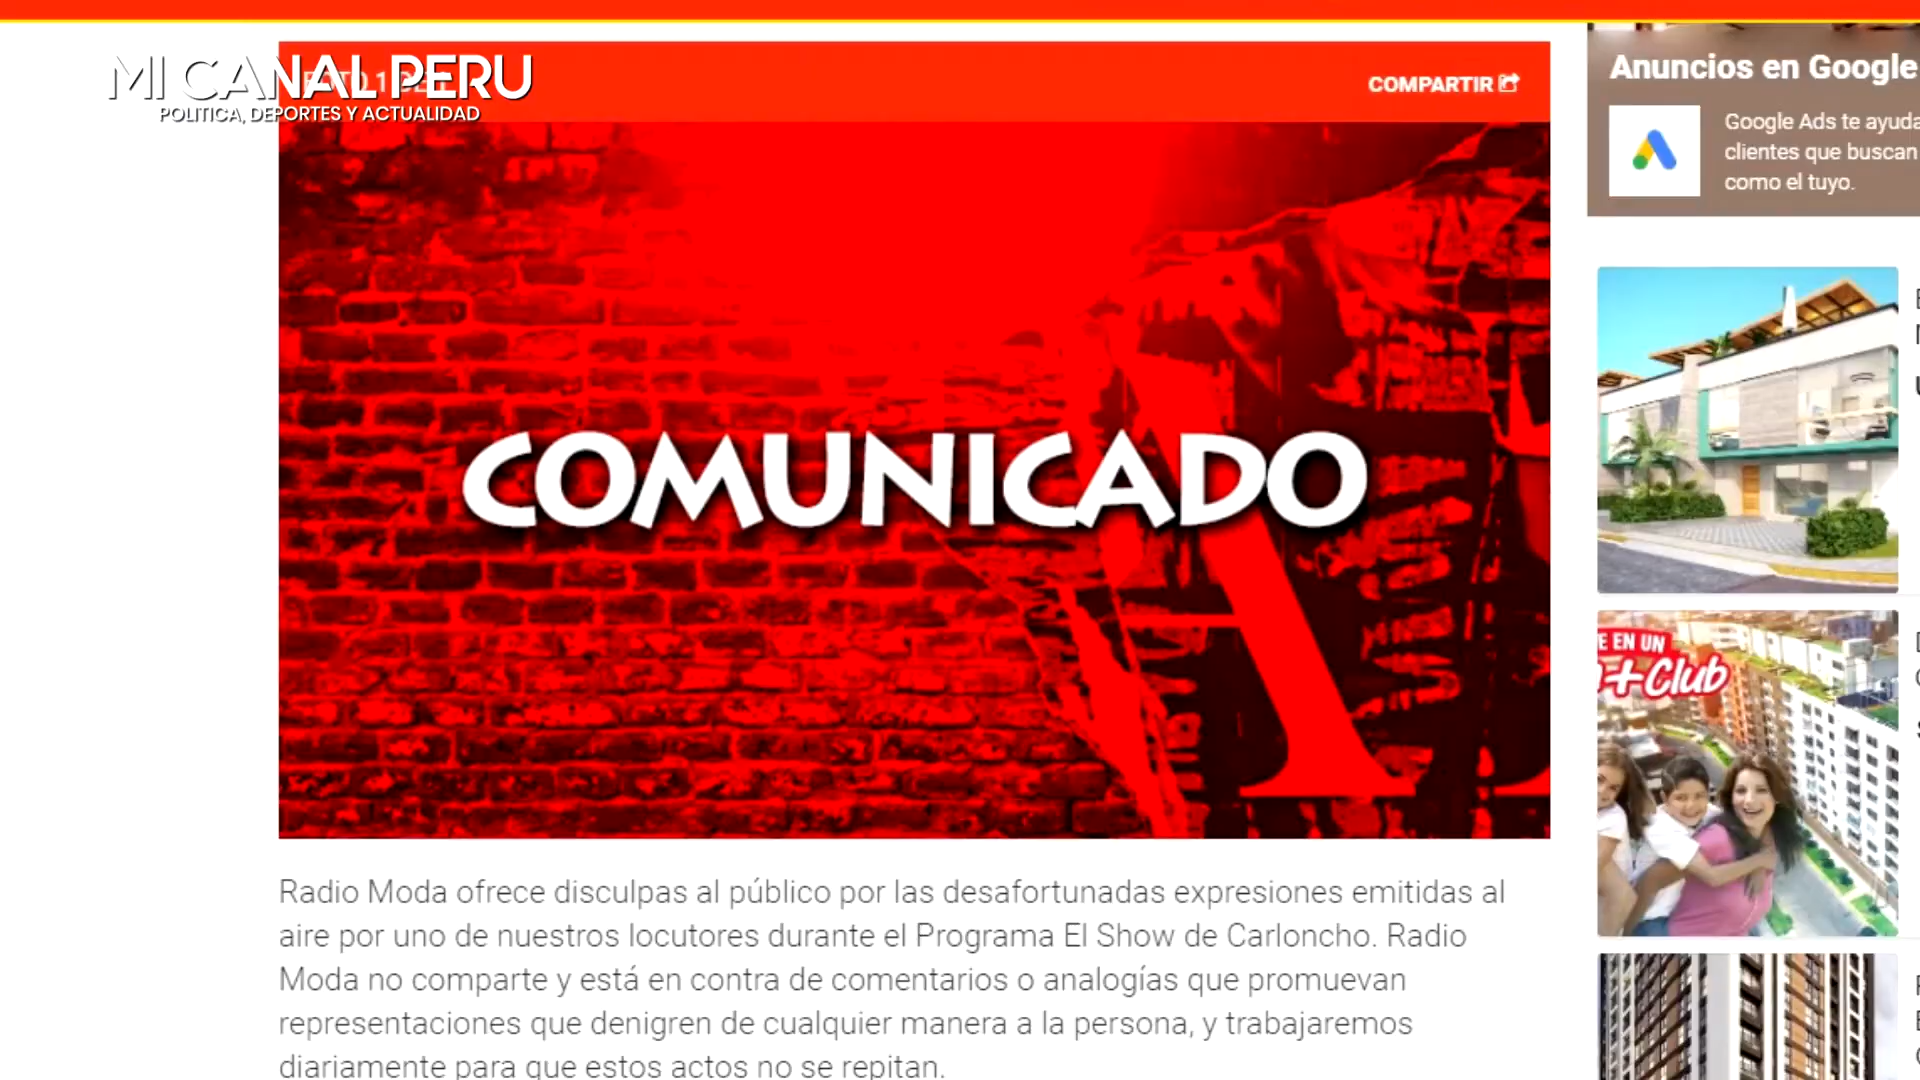 MI CANAL PERU
POLITICA, DEPORTES Y ACTUALIDAD
COMPARTIR
COMUNICADO
Radio Moda ofrece disculpas al público por las desafortunadas expresiones emitidas al
aire por uno de nuestros locutores durante el Programa El Show de Carloncho. Radio
Moda no comparte y está en contra de comentarios o analogías que promuevan
representaciones que denigren de cualquier manera a la persona, y trabajaremos
diariamente para que estos actos no se repitan.
Anuncios en Google
Google Ads te ayuda
clientes que buscan
como el tuyo.
E EN UN
+Club